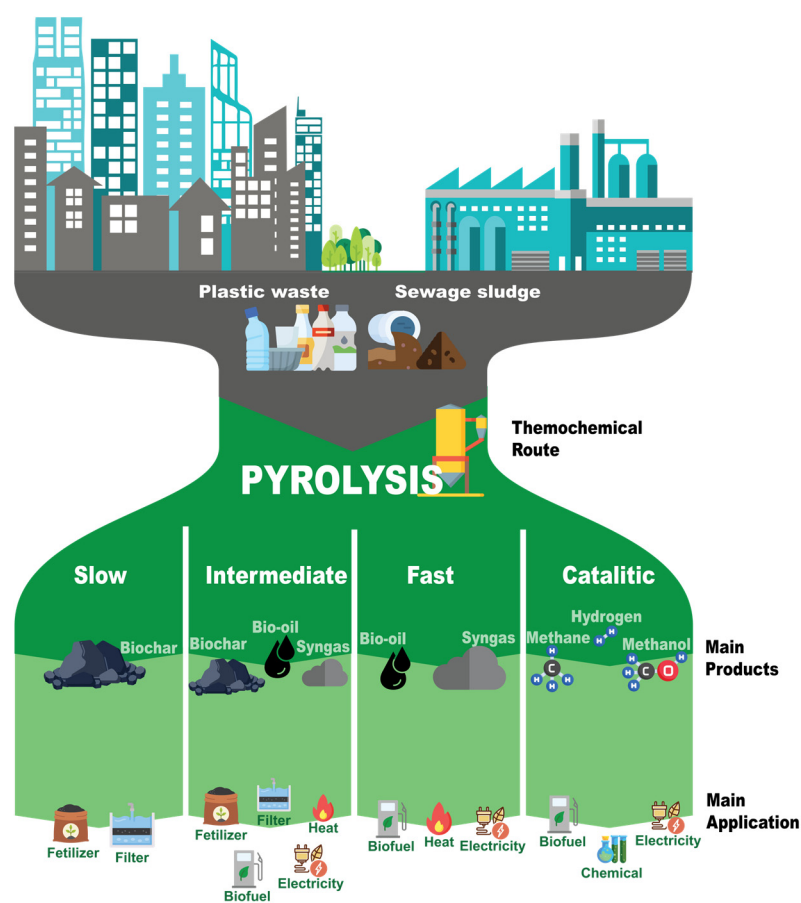 Plastic waste
Sewage sludge
Themochemical
Route
PYROLYSIS
Slow
Intermediate
Fast
Catalitic
Biochar
Biochar
Bio-oil
Syngas
Bio-oil
Syngas
Methane
Hydrogen
Methanol
H H
H
C
H H
H
H
C O
H
H
H
Main
Products
Fetilizer
Filter
Fetilizer
Filter
Heat
Biofuel
Electricity
Biofuel
Heat
Electricity
Biofuel
Chemical
Electricity
Main
Application